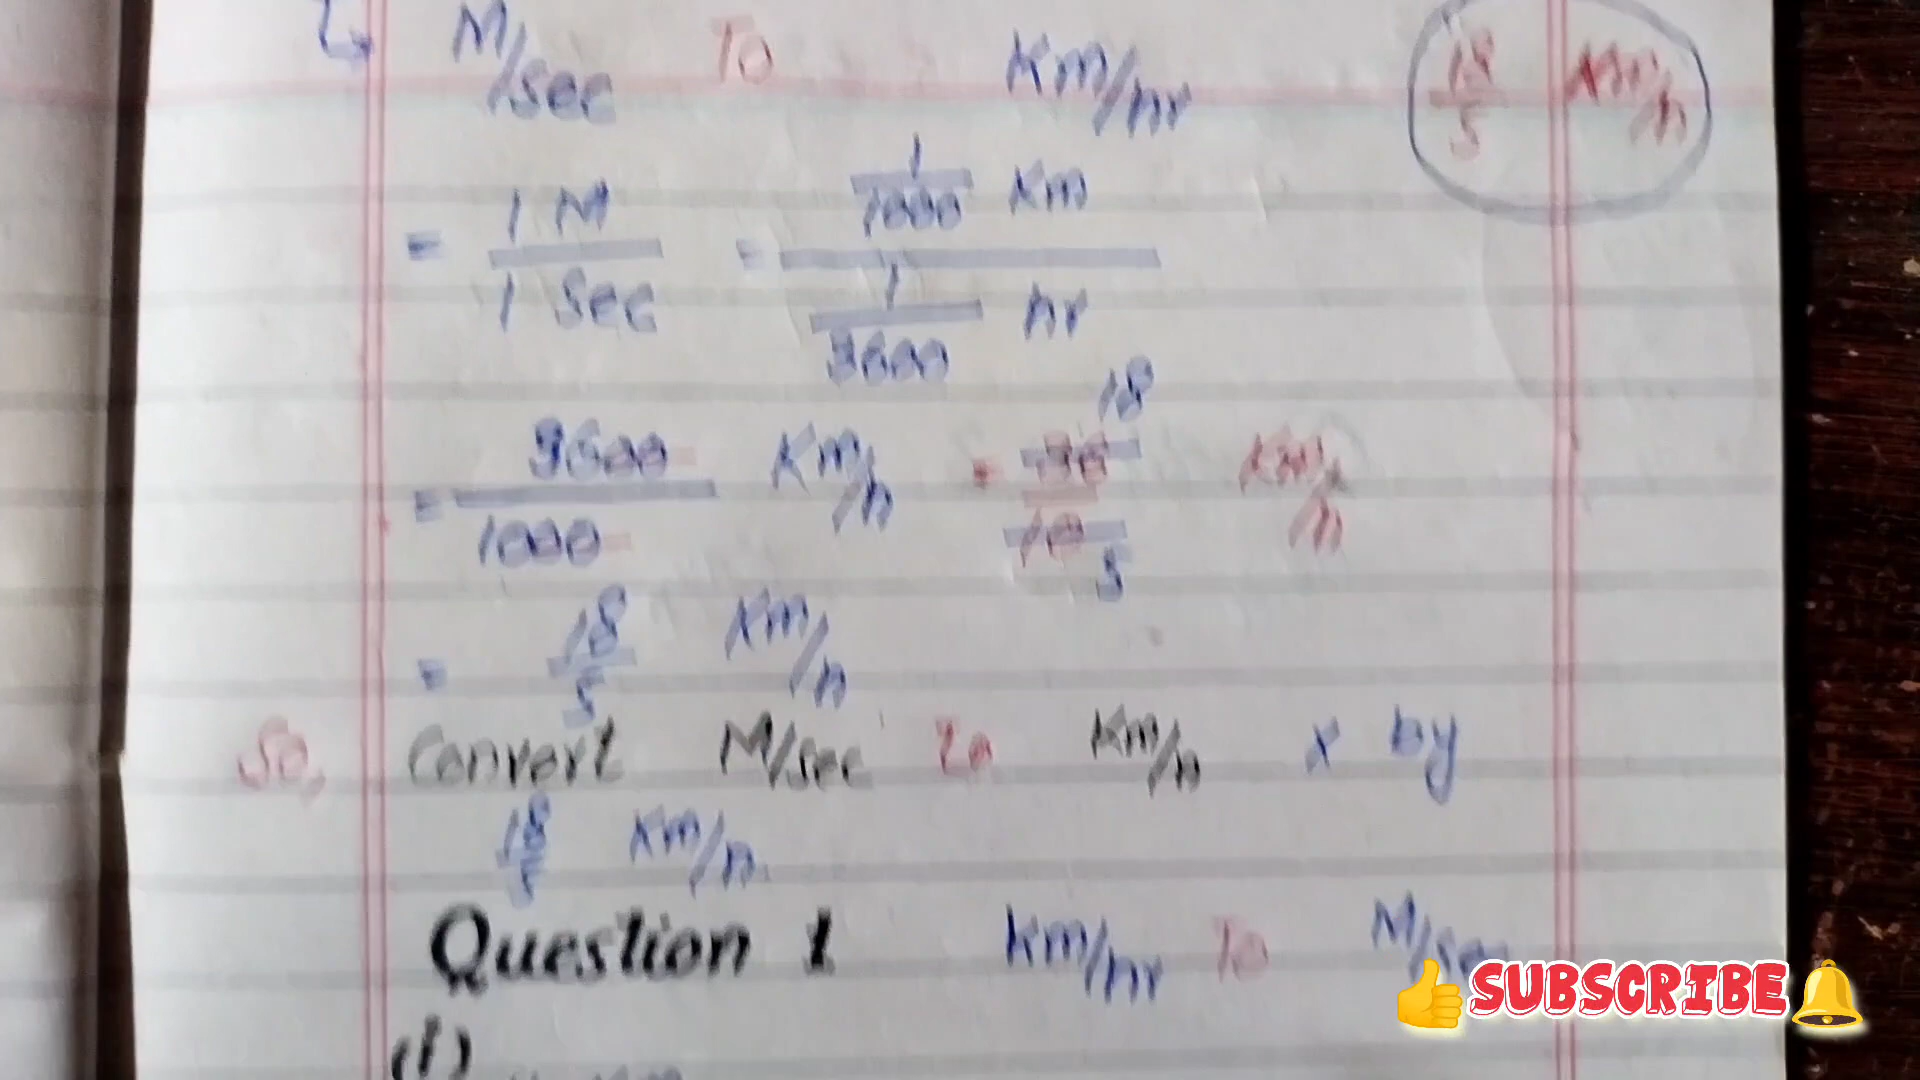 M/sec To Km/hr
18/5 Km/h
= 1 M / 1 Sec = 1/1000 Km / 1/3600 hr
= 3600/1000 Km/h = 36/10 Km/h
18
5
= 18/5 Km/h
So, Convert M/sec to Km/h x by
18/5 Km/h.
Question 1 Km/hr To M/sec
(i)
SUBSCRIBE